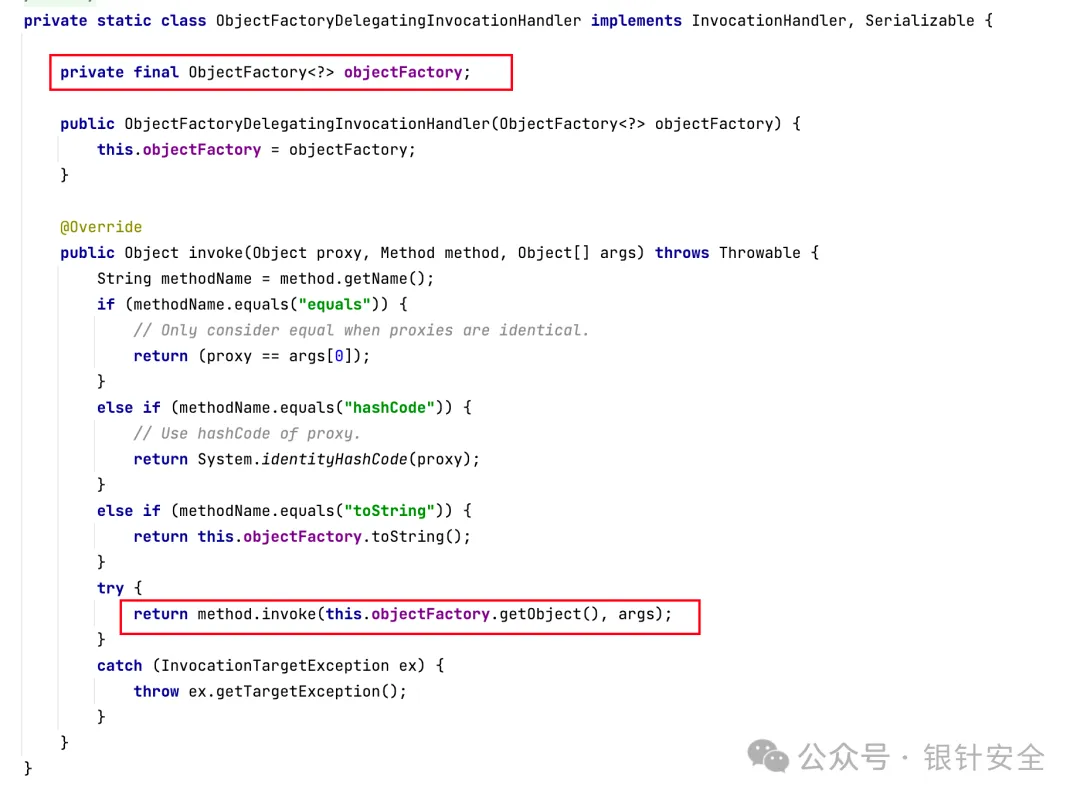 private static class ObjectFactoryDelegatingInvocationHandler implements InvocationHandler, Serializable {
private final ObjectFactory<?> objectFactory;
public ObjectFactoryDelegatingInvocationHandler(ObjectFactory<?> objectFactory) {
this.objectFactory = objectFactory;
}
@Override
public Object invoke(Object proxy, Method method, Object[] args) throws Throwable {
String methodName = method.getName();
if (methodName.equals("equals")) {
// Only consider equal when proxies are identical.
return (proxy == args[0]);
}
else if (methodName.equals("hashCode")) {
// Use hashCode of proxy.
return System.identityHashCode(proxy);
}
else if (methodName.equals("toString")) {
return this.objectFactory.toString();
}
try {
return method.invoke(this.objectFactory.getObject(), args);
}
catch (InvocationTargetException ex) {
throw ex.getTargetException();
}
}
}
公众号 · 银针安全